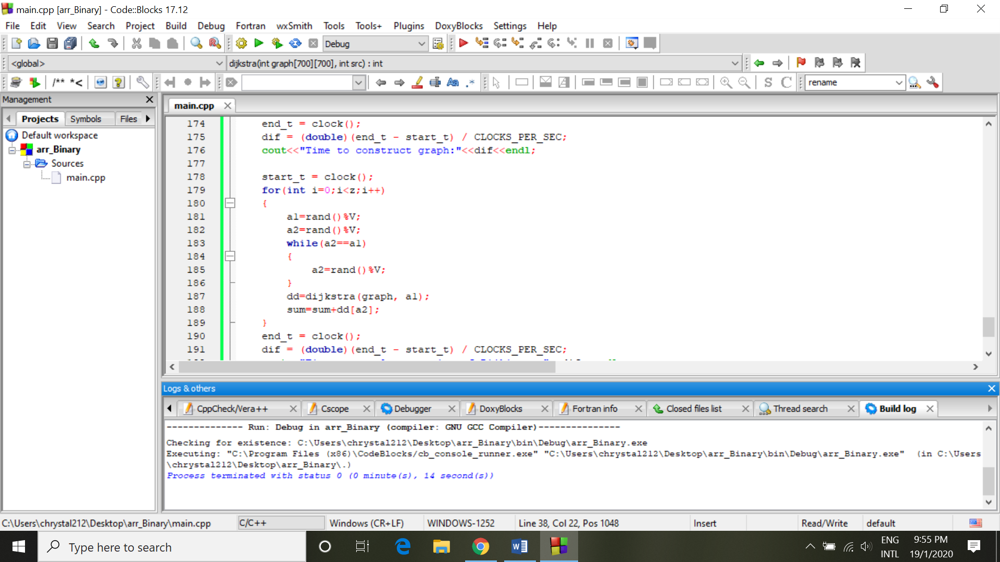 main.cpp [arr_Binary] - Code::Blocks 17.12
File Edit View Search Project Build Debug Fortran wxSmith Tools Tools+ Plugins DoxyBlocks Settings Help
Debug
<global> dijkstra(int graph[700][700], int src) : int
/** *< Aa .* S C rename
Management
Projects Symbols Files
Default workspace
arr_Binary
Sources
main.cpp
main.cpp
174 end_t = clock();
175 dif = (double)(end_t - start_t) / CLOCKS_PER_SEC;
176 cout<<"Time to construct graph:"<<dif<<endl;
177
178 start_t = clock();
179 for(int i=0;i<z;i++)
180 {
181 a1=rand()%V;
182 a2=rand()%V;
183 while(a2==a1)
184 {
185 a2=rand()%V;
186 }
187 dd=dijkstra(graph, a1);
188 sum=sum+dd[a2];
189 }
190 end_t = clock();
191 dif = (double)(end_t - start_t) / CLOCKS_PER_SEC;
Logs & others
CppCheck/Vera++ Cscope Debugger DoxyBlocks Fortran info Closed files list Thread search Build log
-------------- Run: Debug in arr_Binary (compiler: GNU GCC Compiler)---------------
Checking for existence: C:\Users\chrystal212\Desktop\arr_Binary\bin\Debug\arr_Binary.exe
Executing: "C:\Program Files (x86)\CodeBlocks/cb_console_runner.exe" "C:\Users\chrystal212\Desktop\arr_Binary\bin\Debug\arr_Binary.exe"  (in C:\Users
\chrystal212\Desktop\arr_Binary\.)
Process terminated with status 0 (0 minute(s), 14 second(s))
C:\Users\chrystal212\Desktop\arr_Binary\main.cpp C/C++ Windows (CR+LF) WINDOWS-1252 Line 38, Col 22, Pos 1048 Insert Read/Write default
Type here to search
ENG 9:55 PM
INTL 19/1/2020